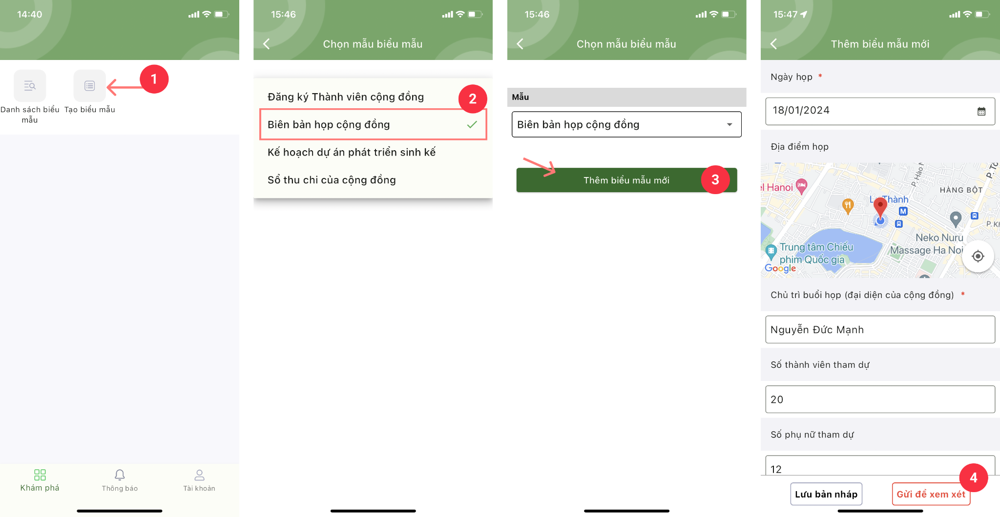 14:40
1
Danh sách biểu
mẫu
Tạo biểu mẫu
Khám phá
Thông báo
Tài khoản
15:46
Chọn mẫu biểu mẫu
Đăng ký Thành viên cộng đồng
2
Biên bản họp cộng đồng
Kế hoạch dự án phát triển sinh kế
Sổ thu chi của cộng đồng
15:46
Chọn mẫu biểu mẫu
Mẫu
Biên bản họp cộng đồng
Thêm biểu mẫu mới
3
15:47
Thêm biểu mẫu mới
Ngày họp *
18/01/2024
Địa điểm họp
Hanoi
HÀNG BỘT
Thành
M
Neko Nuru
Massage Ha Noi
Trung tâm Chiếu
phim Quốc gia
Google
Chủ trì buổi họp (đại diện của cộng đồng) *
Nguyễn Đức Mạnh
Số thành viên tham dự
20
Số phụ nữ tham dự
12
4
Lưu bản nháp
Gửi để xem xét